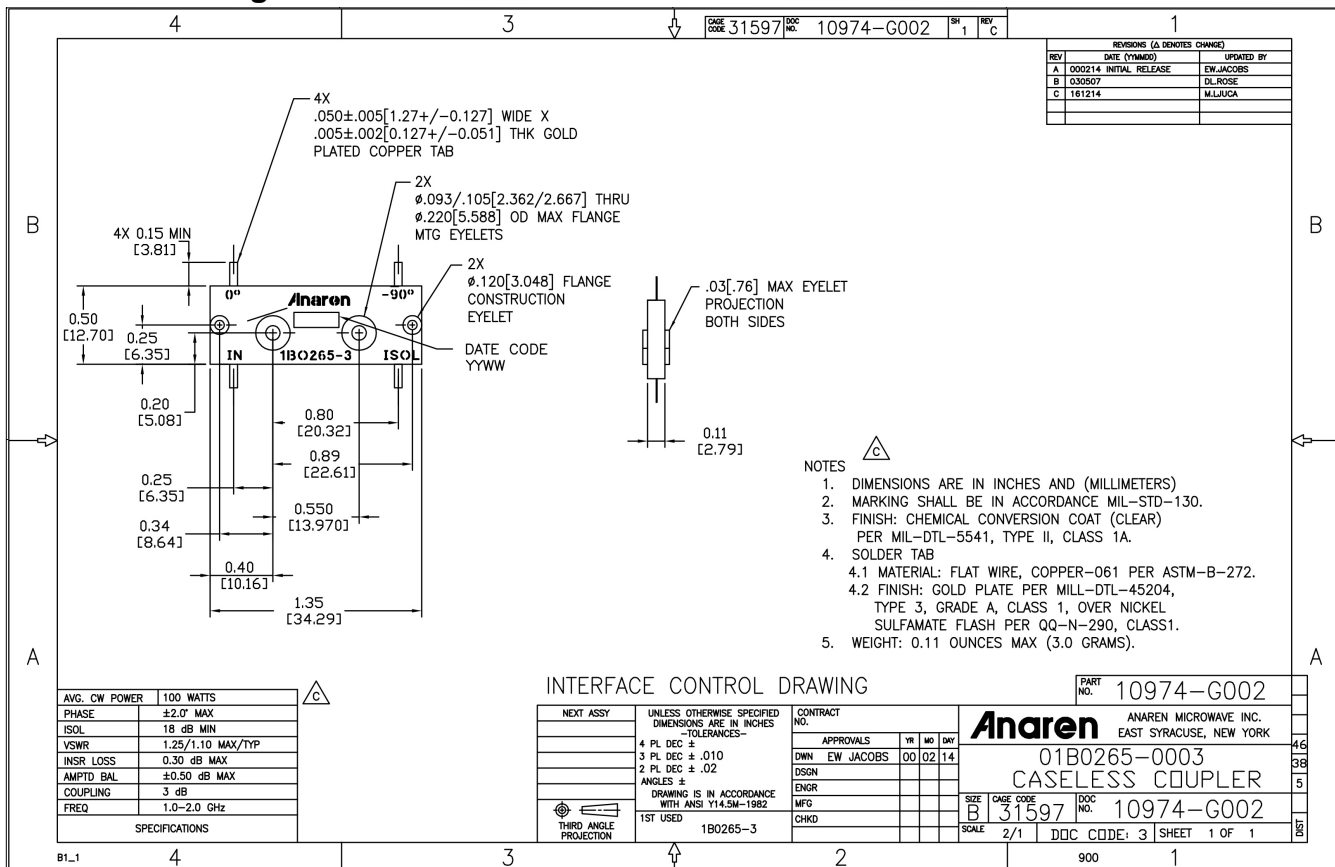 4 3 1
CAGE CODE 31597 DOC NO. 10974-G002 SH 1 REV C
REVISIONS (Δ DENOTES CHANGE)
REV DATE (YYMMDD) UPDATED BY
A 000214 INITIAL RELEASE EW.JACOBS
B 030507 DL.ROSE
C 161214 M.LJUCA
4X
.050±.005[1.27+/-0.127] WIDE X
.005±.002[0.127+/-0.051] THK GOLD
PLATED COPPER TAB
2X
ø.093/.105[2.362/2.667] THRU
ø.220[5.588] OD MAX FLANGE
MTG EYELETS
2X
ø.120[3.048] FLANGE
CONSTRUCTION
EYELET
DATE CODE
YYWW
B B
4X 0.15 MIN
[3.81]
0° Anaren -90°
IN 1B0265-3 ISOL
0.50
[12.70]
0.25
[6.35]
0.20
[5.08]
0.80
[20.32]
0.89
[22.61]
0.25
[6.35]
0.550
[13.970]
0.34
[8.64]
0.40
[10.16]
1.35
[34.29]
.03[.76] MAX EYELET
PROJECTION
BOTH SIDES
0.11
[2.79]
C
NOTES
1. DIMENSIONS ARE IN INCHES AND (MILLIMETERS)
2. MARKING SHALL BE IN ACCORDANCE MIL-STD-130.
3. FINISH: CHEMICAL CONVERSION COAT (CLEAR)
PER MIL-DTL-5541, TYPE II, CLASS 1A.
4. SOLDER TAB
4.1 MATERIAL: FLAT WIRE, COPPER-061 PER ASTM-B-272.
4.2 FINISH: GOLD PLATE PER MILL-DTL-45204,
TYPE 3, GRADE A, CLASS 1, OVER NICKEL
SULFAMATE FLASH PER QQ-N-290, CLASS1.
5. WEIGHT: 0.11 OUNCES MAX (3.0 GRAMS).
A A
AVG. CW POWER 100 WATTS
PHASE ±2.0° MAX
ISOL 18 dB MIN
VSWR 1.25/1.10 MAX/TYP
INSR LOSS 0.30 dB MAX
AMPTD BAL ±0.50 dB MAX
COUPLING 3 dB
FREQ 1.0-2.0 GHz
SPECIFICATIONS
C
INTERFACE CONTROL DRAWING
PART NO. 10974-G002
NEXT ASSY
THIRD ANGLE
PROJECTION
UNLESS OTHERWISE SPECIFIED
DIMENSIONS ARE IN INCHES
-TOLERANCES-
4 PL DEC ±
3 PL DEC ± .010
2 PL DEC ± .02
ANGLES ±
DRAWING IS IN ACCORDANCE
WITH ANSI Y14.5M-1982
1ST USED
1B0265-3
CONTRACT
NO.
APPROVALS YR MO DAY
DWN EW JACOBS 00 02 14
DSGN
ENGR
MFG
CHKD
Anaren
ANAREN MICROWAVE INC.
EAST SYRACUSE, NEW YORK
01B0265-0003
CASELESS COUPLER
SIZE B CAGE CODE 31597 DOC NO. 10974-G002
SCALE 2/1 DOC CODE: 3 SHEET 1 OF 1
46
38
5
DIST
B1_1 4 3 2 900 1